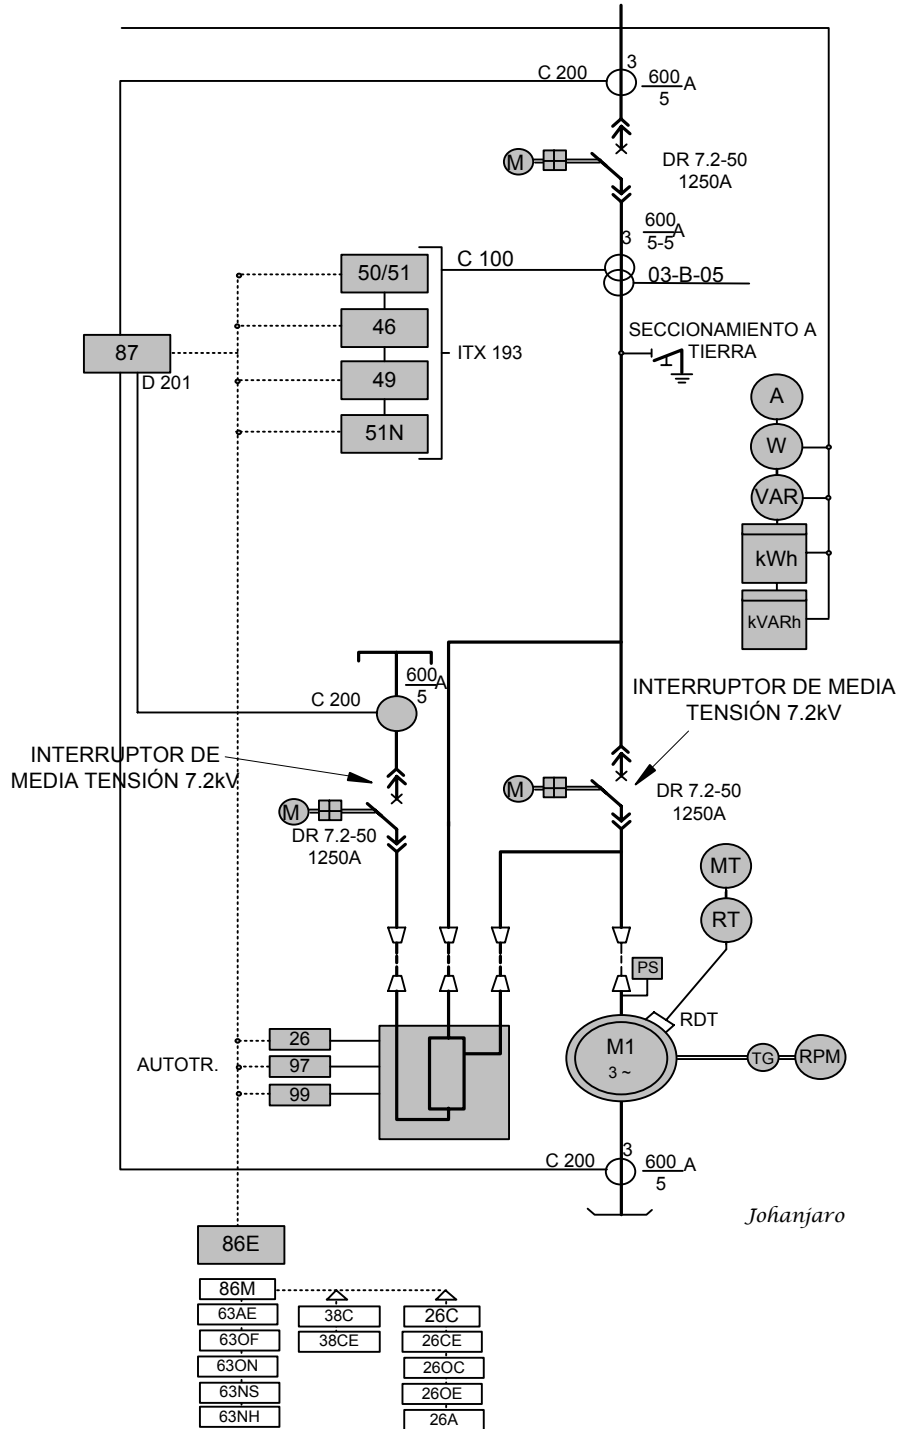 C 200
3
600
A
5
M
DR 7.2-50
1250A
600
A
5-5
3
C 100
03-B-05
50/51
46
49
51N
ITX 193
87
D 201
SECCIONAMIENTO A
TIERRA
A
W
VAR
kWh
kVARh
600
A
5
C 200
INTERRUPTOR DE
MEDIA TENSIÓN 7.2kV
M
DR 7.2-50
1250A
INTERRUPTOR DE MEDIA
TENSIÓN 7.2kV
M
DR 7.2-50
1250A
MT
RT
PS
RDT
M1
3 ~
TG
RPM
AUTOTR.
26
97
99
C 200
3
600
A
5
Johanjaro
86E
86M
63AE
63OF
63ON
63NS
63NH
38C
38CE
26C
26CE
26OC
26OE
26A